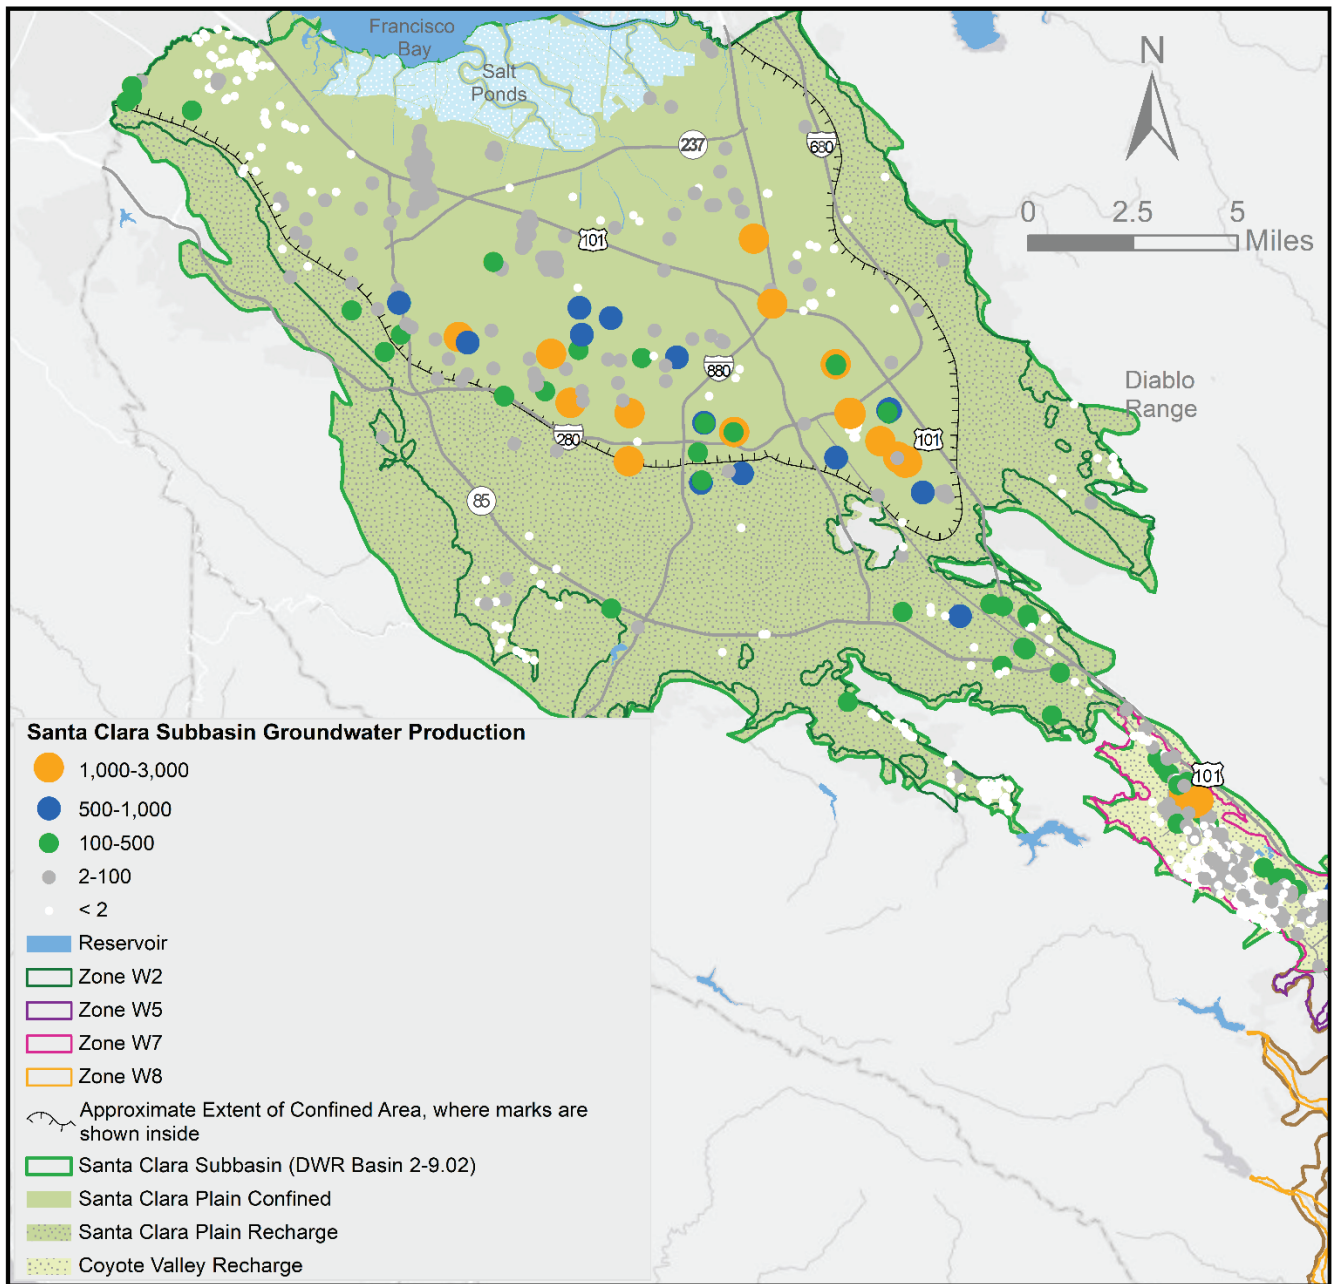 Francisco
Bay
Salt
Ponds
N
237
680
0 2.5 5
Miles
101
Diablo
Range
880
101
280
85
101
Santa Clara Subbasin Groundwater Production
1,000-3,000
500-1,000
100-500
2-100
< 2
Reservoir
Zone W2
Zone W5
Zone W7
Zone W8
Approximate Extent of Confined Area, where marks are
shown inside
Santa Clara Subbasin (DWR Basin 2-9.02)
Santa Clara Plain Confined
Santa Clara Plain Recharge
Coyote Valley Recharge